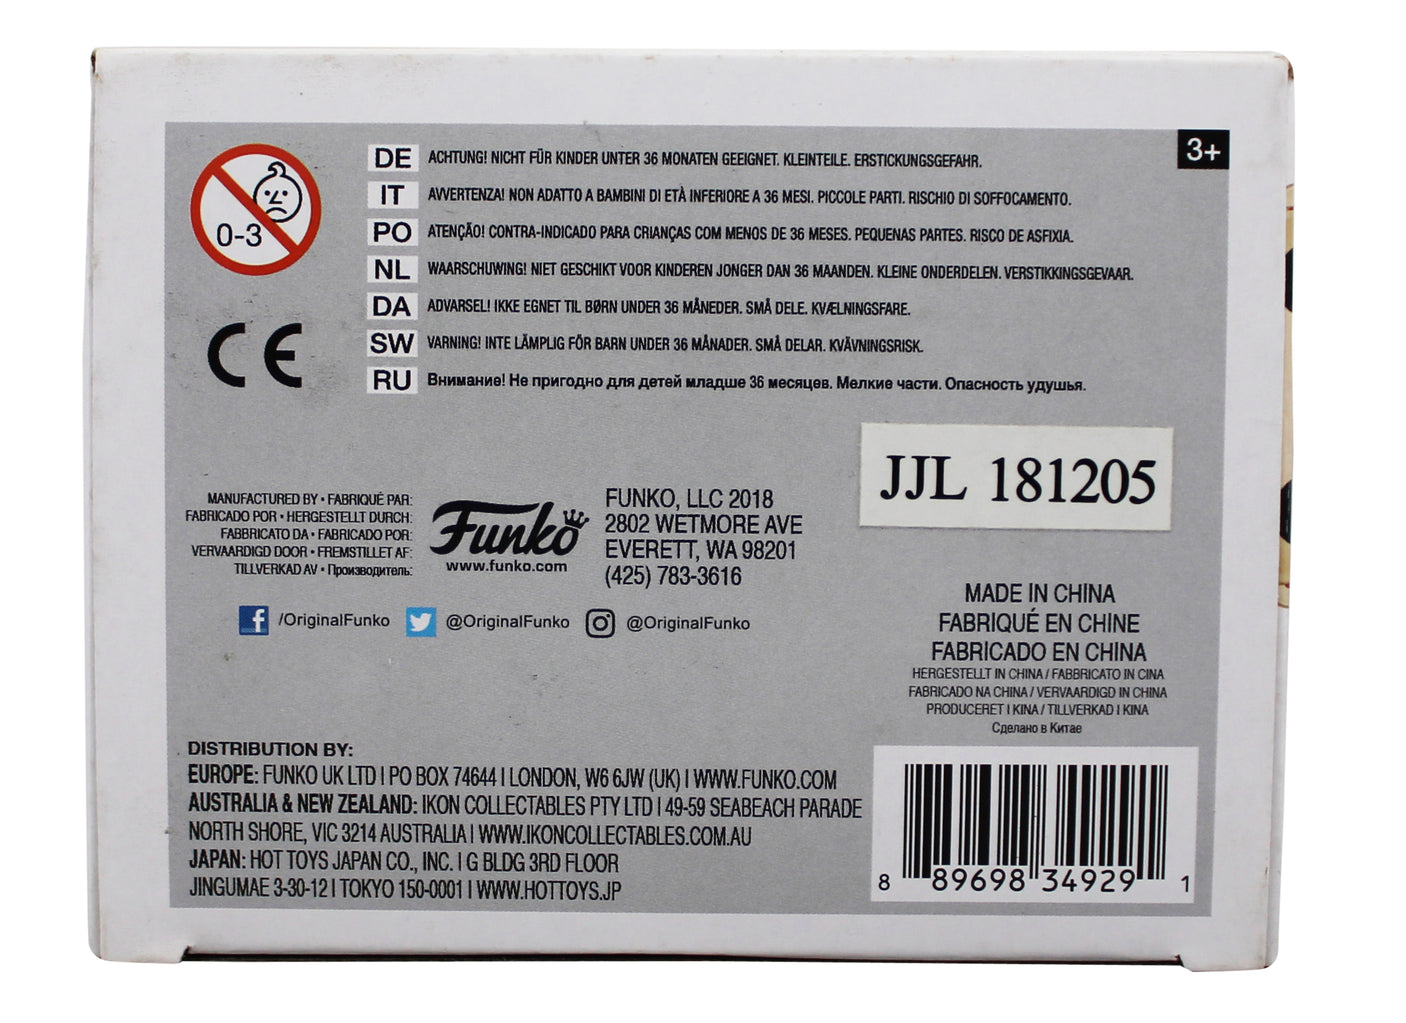 0-3
DE ACHTUNG! NICHT FÜR KINDER UNTER 36 MONATEN GEEIGNET. KLEINTEILE. ERSTICKUNGSGEFAHR.
3+
IT AVVERTENZA! NON ADATTO A BAMBINI DI ETÀ INFERIORE A 36 MESI. PICCOLE PARTI. RISCHIO DI SOFFOCAMENTO.
PO ATENÇÃO! CONTRA-INDICADO PARA CRIANÇAS COM MENOS DE 36 MESES. PEQUENAS PARTES. RISCO DE ASFIXIA.
NL WAARSCHUWING! NIET GESCHIKT VOOR KINDEREN JONGER DAN 36 MAANDEN. KLEINE ONDERDELEN. VERSTIKKINGSGEVAAR.
DA ADVARSEL! IKKE EGNET TIL BØRN UNDER 36 MÅNEDER. SMÅ DELE. KVÆLNINGSFARE.
SW VARNING! INTE LÄMPLIG FÖR BARN UNDER 36 MÅNADER. SMÅ DELAR. KVÄVNINGSRISK.
RU Внимание! Не пригодно для детей младше 36 месяцев. Мелкие части. Опасность удушья.
CE
JJL 181205
MANUFACTURED BY • FABRIQUÉ PAR:
FABRICADO POR • HERGESTELLT DURCH:
FABBRICATO DA • FABRICADO POR:
VERVAARDIGD DOOR • FREMSTILLET AF:
TILLVERKAD AV • Производитель:
Funko
www.funko.com
FUNKO, LLC 2018
2802 WETMORE AVE
EVERETT, WA 98201
(425) 783-3616
/OriginalFunko @OriginalFunko @OriginalFunko
MADE IN CHINA
FABRIQUÉ EN CHINE
FABRICADO EN CHINA
HERGESTELLT IN CHINA / FABBRICATO IN CINA
FABRICADO NA CHINA / VERVAARDIGD IN CHINA
PRODUCERET I KINA / TILLVERKAD I KINA
Сделано в Китае
DISTRIBUTION BY:
EUROPE: FUNKO UK LTD | PO BOX 74644 | LONDON, W6 6JW (UK) | WWW.FUNKO.COM
AUSTRALIA & NEW ZEALAND: IKON COLLECTABLES PTY LTD | 49-59 SEABEACH PARADE
NORTH SHORE, VIC 3214 AUSTRALIA | WWW.IKONCOLLECTABLES.COM.AU
JAPAN: HOT TOYS JAPAN CO., INC. | G BLDG 3RD FLOOR
JINGUMAE 3-30-12 | TOKYO 150-0001 | WWW.HOTTOYS.JP
8 89698 34929 1